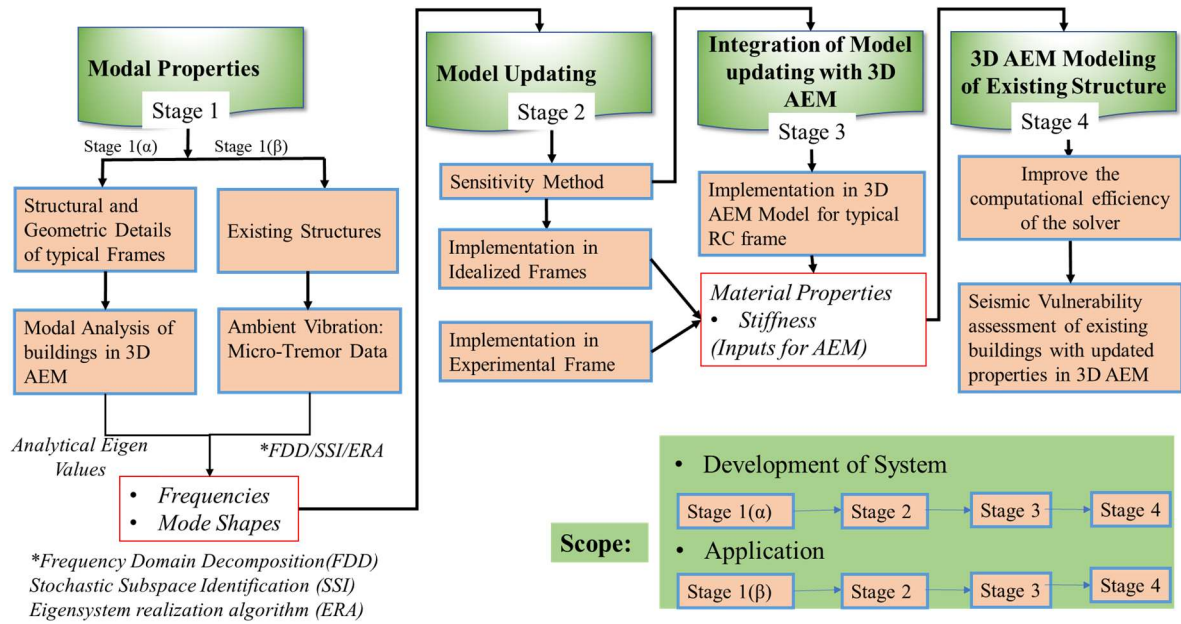 Modal Properties
Stage 1
Stage 1(α)
Stage 1(β)
Structural and
Geometric Details
of typical Frames
Existing Structures
Modal Analysis of
buildings in 3D
AEM
Ambient Vibration:
Micro-Tremor Data
Analytical Eigen
Values
*FDD/SSI/ERA
• Frequencies
• Mode Shapes
*Frequency Domain Decomposition(FDD)
Stochastic Subspace Identification (SSI)
Eigensystem realization algorithm (ERA)
Model Updating
Stage 2
Sensitivity Method
Implementation in
Idealized Frames
Implementation in
Experimental Frame
Integration of Model
updating with 3D
AEM
Stage 3
Implementation in 3D
AEM Model for typical
RC frame
Material Properties
• Stiffness
(Inputs for AEM)
3D AEM Modeling
of Existing Structure
Stage 4
Improve the
computational efficiency
of the solver
Seismic Vulnerability
assessment of existing
buildings with updated
properties in 3D AEM
Scope:
• Development of System
Stage 1(α)
Stage 2
Stage 3
Stage 4
• Application
Stage 1(β)
Stage 2
Stage 3
Stage 4